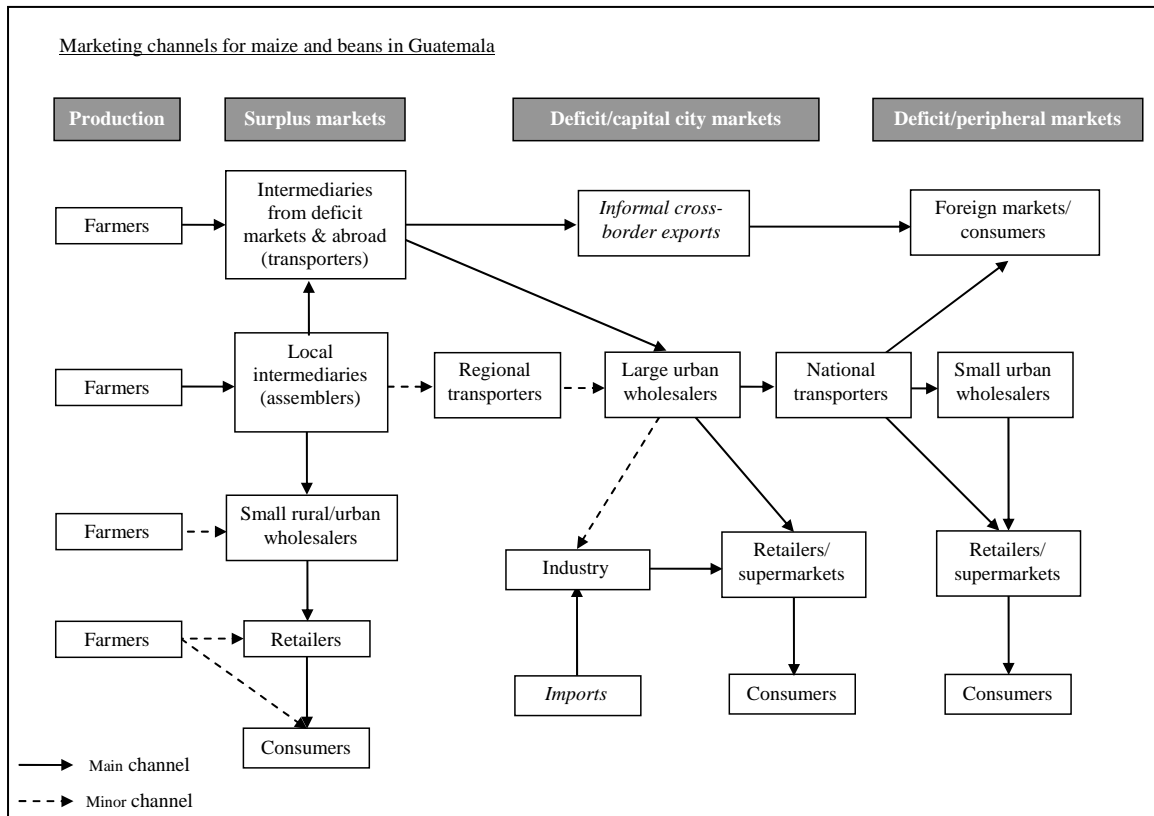 Marketing channels for maize and beans in Guatemala
Production
Surplus markets
Deficit/capital city markets
Deficit/peripheral markets
Farmers
Intermediaries
from deficit
markets & abroad
(transporters)
Informal cross-
border exports
Foreign markets/
consumers
Farmers
Local
intermediaries
(assemblers)
Regional
transporters
Large urban
wholesalers
National
transporters
Small urban
wholesalers
Farmers
Small rural/urban
wholesalers
Industry
Retailers/
supermarkets
Retailers/
supermarkets
Farmers
Retailers
Imports
Consumers
Consumers
Consumers
Main channel
Minor channel